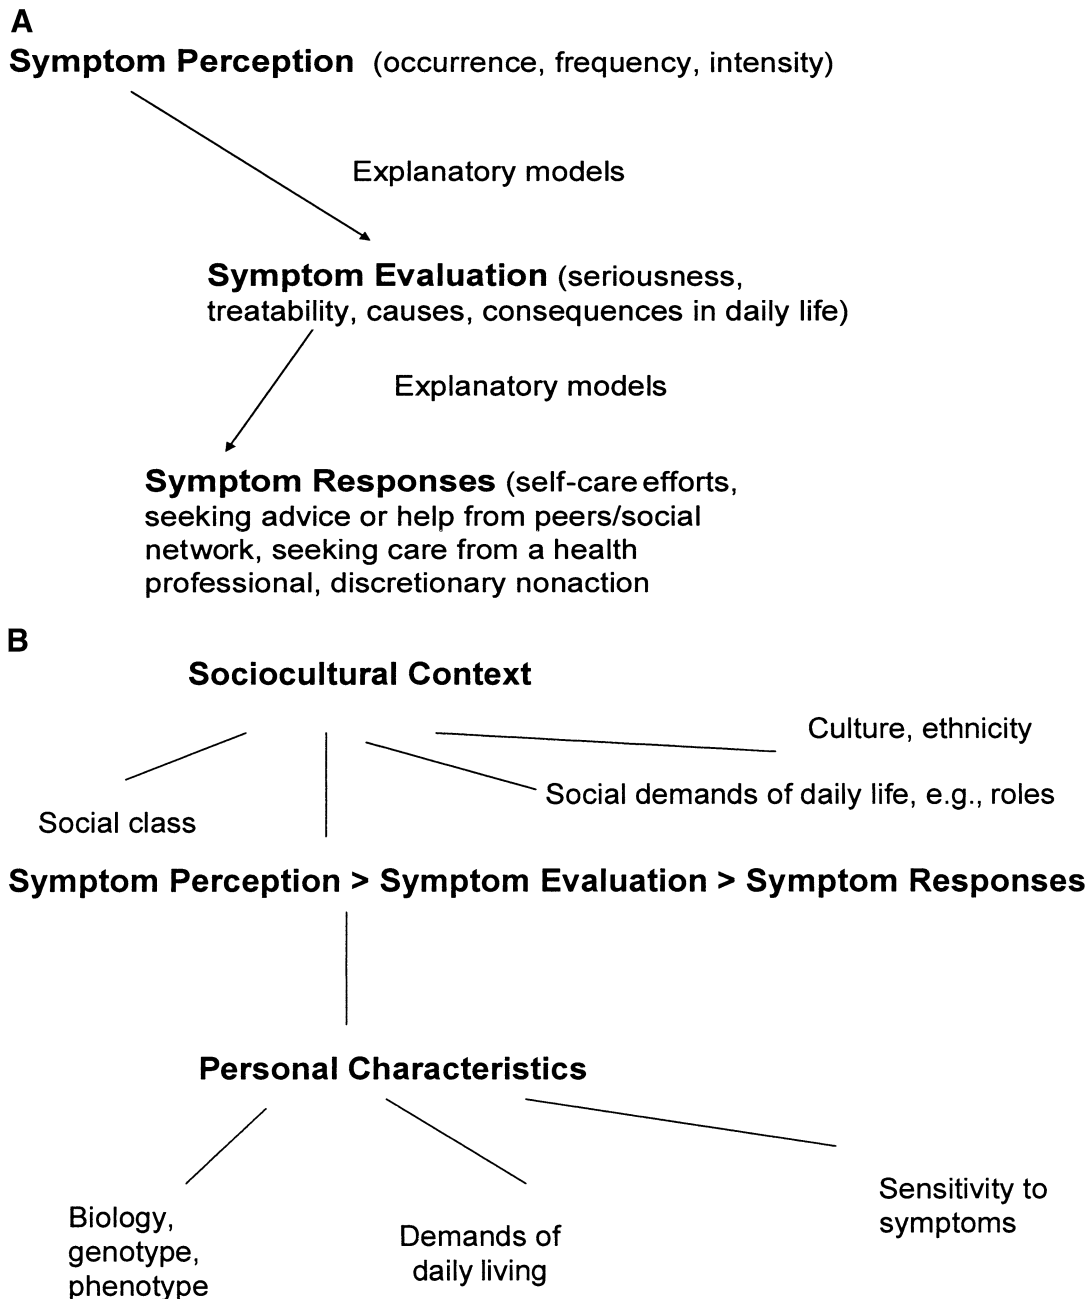 A
Symptom Perception (occurrence, frequency, intensity)
Explanatory models
Symptom Evaluation (seriousness,
treatability, causes, consequences in daily life)
Explanatory models
Symptom Responses (self-care efforts,
seeking advice or help from peers/social
network, seeking care from a health
professional, discretionary nonaction
B
Sociocultural Context
Culture, ethnicity
Social demands of daily life, e.g., roles
Social class
Symptom Perception > Symptom Evaluation > Symptom Responses
Personal Characteristics
Biology,
genotype,
phenotype
Demands of
daily living
Sensitivity to
symptoms